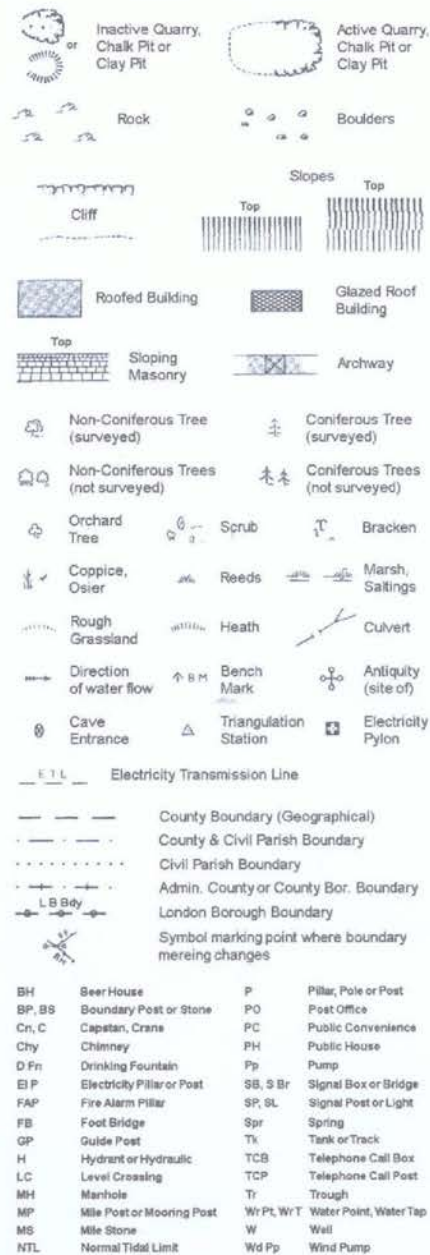 or
Inactive Quarry,
Chalk Pit or
Clay Pit
Active Quarry,
Chalk Pit or
Clay Pit
Rock
Boulders
Cliff
Slopes
Top
Top
Roofed Building
Glazed Roof
Building
Top
Sloping
Masonry
Archway
Non-Coniferous Tree
(surveyed)
Coniferous Tree
(surveyed)
Non-Coniferous Trees
(not surveyed)
Coniferous Trees
(not surveyed)
Orchard
Tree
Scrub
Bracken
Coppice,
Osier
Reeds
Marsh,
Saltings
Rough
Grassland
Heath
Culvert
Direction
of water flow
B M
Bench
Mark
Antiquity
(site of)
Cave
Entrance
Triangulation
Station
Electricity
Pylon
E T L
Electricity Transmission Line
County Boundary (Geographical)
County & Civil Parish Boundary
Civil Parish Boundary
Admin. County or County Bor. Boundary
L B Bdy
London Borough Boundary
Symbol marking point where boundary
mereing changes
BH Beer House
BP, BS Boundary Post or Stone
Cn, C Capstan, Crane
Chy Chimney
D Fn Drinking Fountain
El P Electricity Pillar or Post
FAP Fire Alarm Pillar
FB Foot Bridge
GP Guide Post
H Hydrant or Hydraulic
LC Level Crossing
MH Manhole
MP Mile Post or Mooring Post
MS Mile Stone
NTL Normal Tidal Limit
P Pillar, Pole or Post
PO Post Office
PC Public Convenience
PH Public House
Pp Pump
SB, S Br Signal Box or Bridge
SP, SL Signal Post or Light
Spr Spring
Tk Tank or Track
TCB Telephone Call Box
TCP Telephone Call Post
Tr Trough
Wr Pt, Wr T Water Point, Water Tap
W Well
Wd Pp Wind Pump